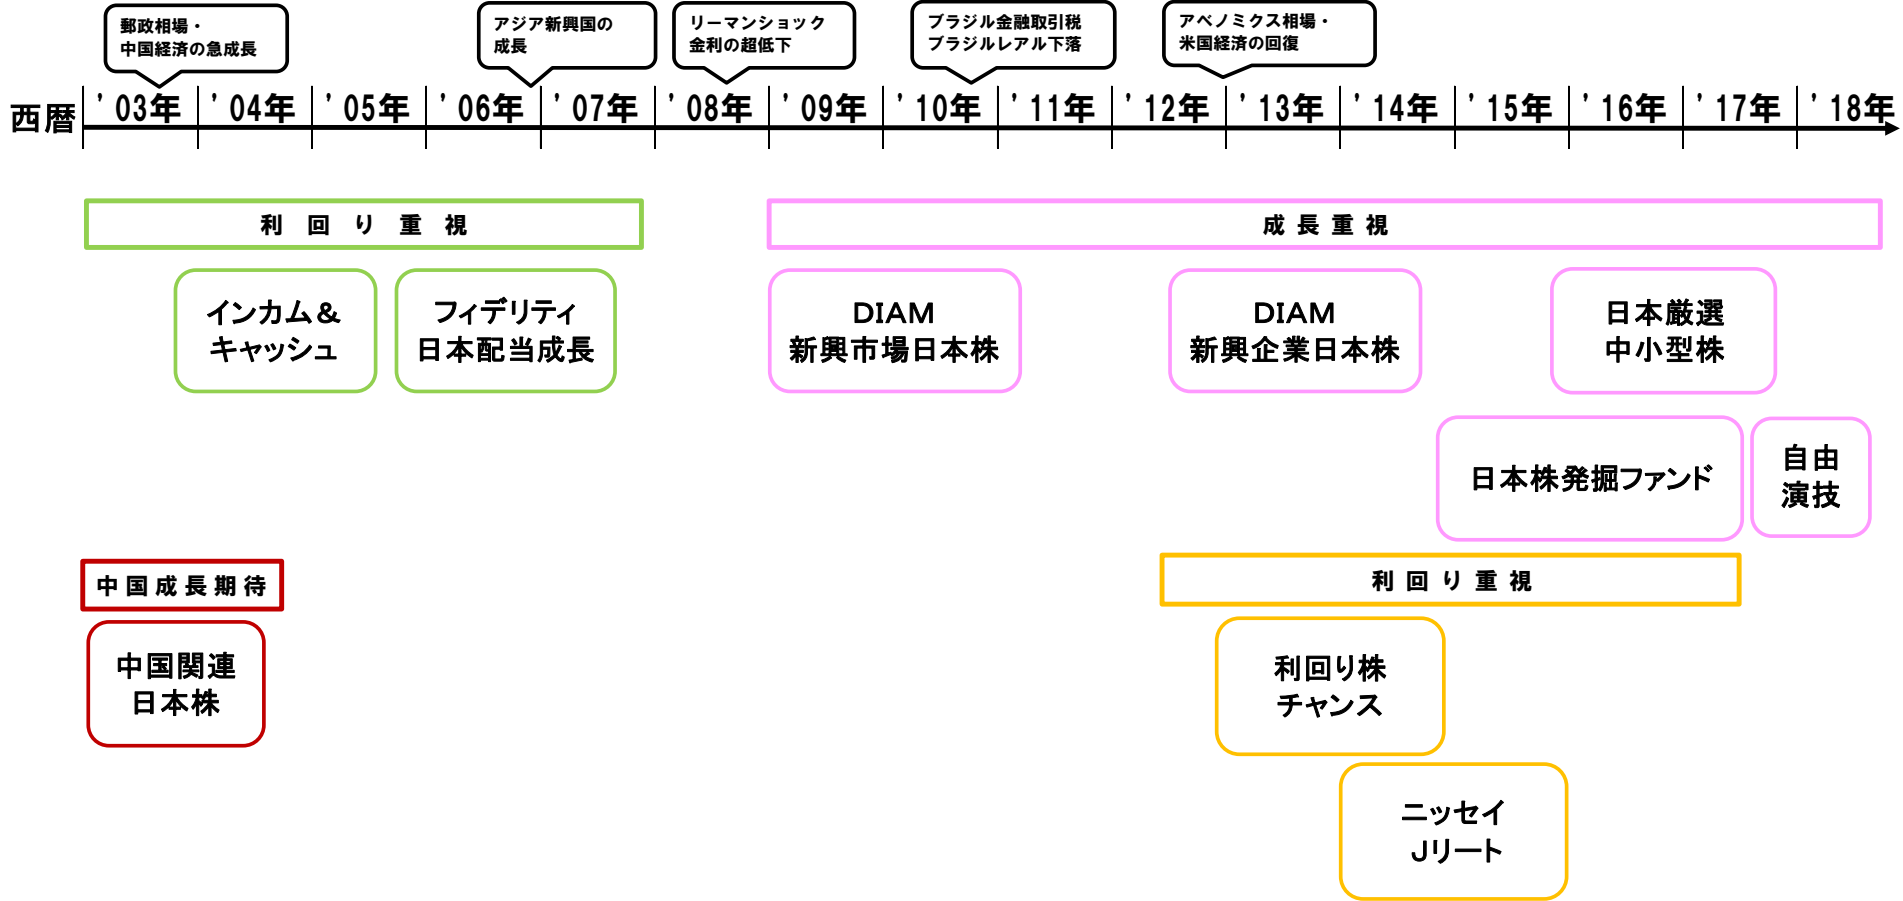 郵政相場・
中国経済の急成長
アジア新興国の
成長
リーマンショック
金利の超低下
ブラジル金融取引税
ブラジルレアル下落
アベノミクス相場・
米国経済の回復
西暦 ’03年 ’04年 ’05年 ’06年 ’07年 ’08年 ’09年 ’10年 ’11年 ’12年 ’13年 ’14年 ’15年 ’16年 ’17年 ’18年
利回り重視
成長重視
インカム＆
キャッシュ
フィデリティ
日本配当成長
DIAM
新興市場日本株
DIAM
新興企業日本株
日本厳選
中小型株
日本株発掘ファンド
自由
演技
中国成長期待
利回り重視
中国関連
日本株
利回り株
チャンス
ニッセイ
Jリート